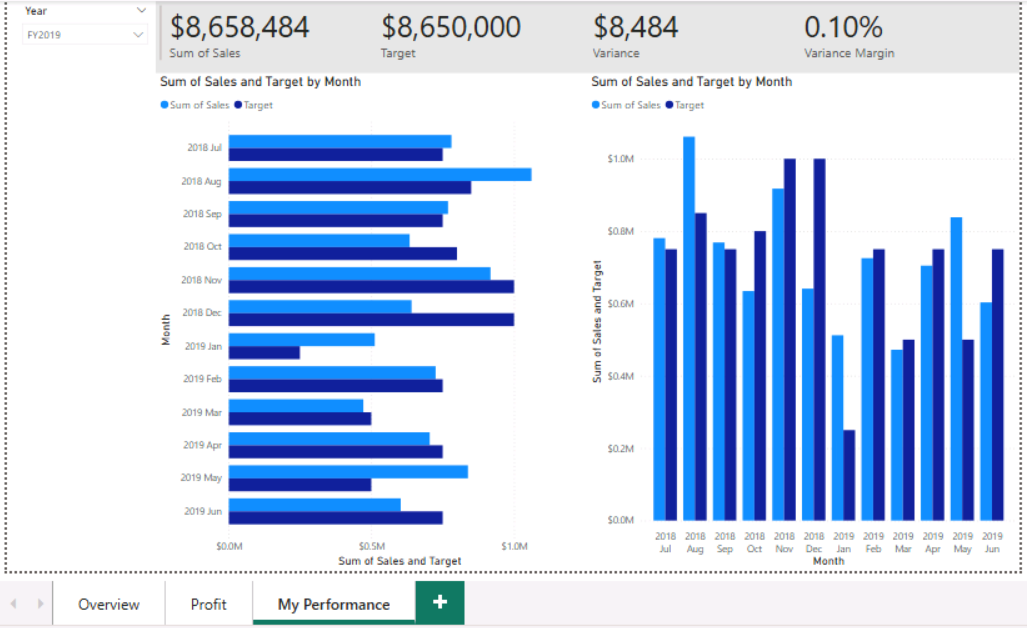 Year
FY2019
$8,658,484
Sum of Sales
$8,650,000
Target
$8,484
Variance
0.10%
Variance Margin
Sum of Sales and Target by Month
Sum of Sales Target
2018 Jul
2018 Aug
2018 Sep
2018 Oct
2018 Nov
2018 Dec
2019 Jan
2019 Feb
2019 Mar
2019 Apr
2019 May
2019 Jun
Month
$0.0M $0.5M $1.0M
Sum of Sales and Target
Sum of Sales and Target by Month
Sum of Sales Target
$1.0M
$0.8M
$0.6M
$0.4M
$0.2M
$0.0M
Sum of Sales and Target
2018 2018 2018 2018 2018 2018 2019 2019 2019 2019 2019 2019
Jul Aug Sep Oct Nov Dec Jan Feb Mar Apr May Jun
Month
Overview Profit My Performance +